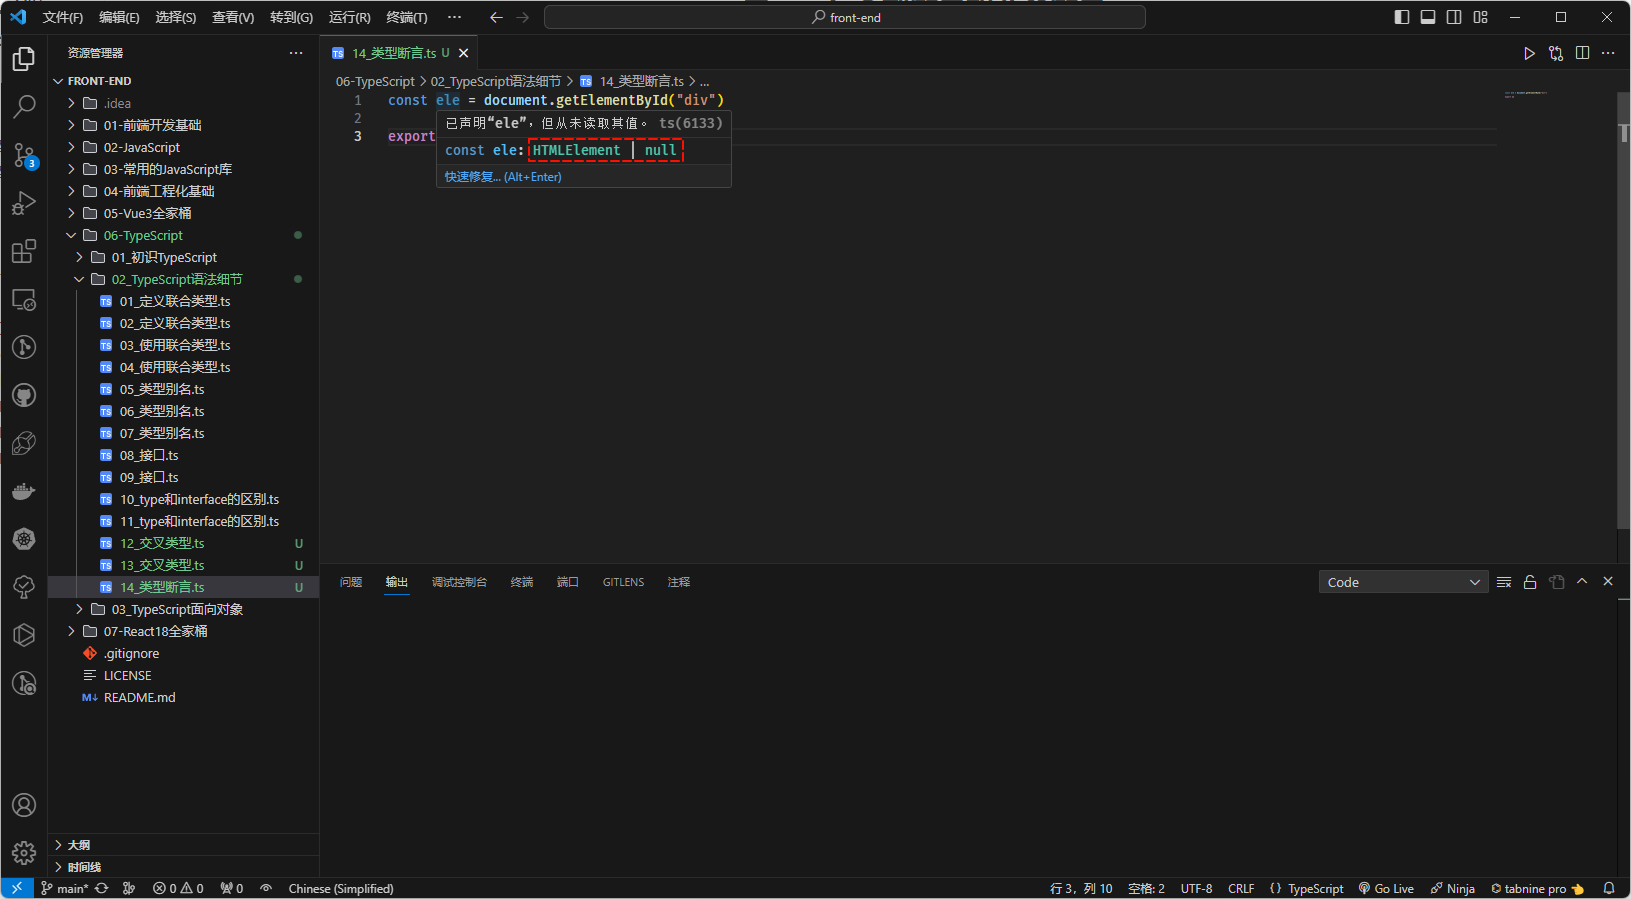 文件(F) 编辑(E) 选择(S) 查看(V) 转到(G) 运行(R) 终端(T) ··· front-end
资源管理器 ···
FRONT-END
.idea
01-前端开发基础
02-JavaScript
03-常用的JavaScript库
04-前端工程化基础
05-Vue3全家桶
06-TypeScript
01_初识TypeScript
02_TypeScript语法细节
TS 01_定义联合类型.ts
TS 02_定义联合类型.ts
TS 03_使用联合类型.ts
TS 04_使用联合类型.ts
TS 05_类型别名.ts
TS 06_类型别名.ts
TS 07_类型别名.ts
TS 08_接口.ts
TS 09_接口.ts
TS 10_type和interface的区别.ts
TS 11_type和interface的区别.ts
TS 12_交叉类型.ts U
TS 13_交叉类型.ts U
TS 14_类型断言.ts U
03_TypeScript面向对象
07-React18全家桶
.gitignore
LICENSE
M↓ README.md
大纲
时间线
3
TS 14_类型断言.ts U
06-TypeScript > 02_TypeScript语法细节 > TS 14_类型断言.ts > ...
1 const ele = document.getElementById("div")
2
3 export
已声明“ele”，但从未读取其值。 ts(6133)
const ele: HTMLElement | null
快速修复... (Alt+Enter)
问题 输出 调试控制台 终端 端口 GITLENS 注释 Code
main* 0 0 0 Chinese (Simplified) 行 3，列 10 空格: 2 UTF-8 CRLF {} TypeScript Go Live Ninja tabnine pro 👈